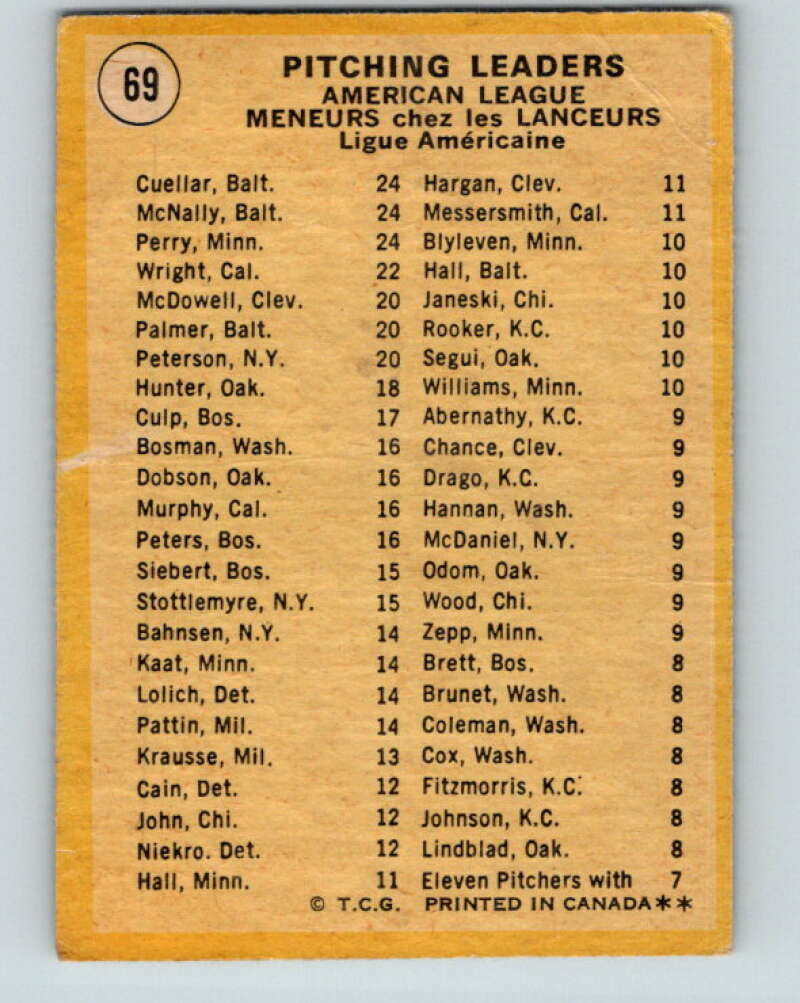 69
PITCHING LEADERS
AMERICAN LEAGUE
MENEURS chez les LANCEURS
Ligue Américaine
Cuellar, Balt. 24
McNally, Balt. 24
Perry, Minn. 24
Wright, Cal. 22
McDowell, Clev. 20
Palmer, Balt. 20
Peterson, N.Y. 20
Hunter, Oak. 18
Culp, Bos. 17
Bosman, Wash. 16
Dobson, Oak. 16
Murphy, Cal. 16
Peters, Bos. 16
Siebert, Bos. 15
Stottlemyre, N.Y. 15
Bahnsen, N.Y. 14
Kaat, Minn. 14
Lolich, Det. 14
Pattin, Mil. 14
Krausse, Mil. 13
Cain, Det. 12
John, Chi. 12
Niekro. Det. 12
Hall, Minn. 11
Hargan, Clev. 11
Messersmith, Cal. 11
Blyleven, Minn. 10
Hall, Balt. 10
Janeski, Chi. 10
Rooker, K.C. 10
Segui, Oak. 10
Williams, Minn. 10
Abernathy, K.C. 9
Chance, Clev. 9
Drago, K.C. 9
Hannan, Wash. 9
McDaniel, N.Y. 9
Odom, Oak. 9
Wood, Chi. 9
Zepp, Minn. 9
Brett, Bos. 8
Brunet, Wash. 8
Coleman, Wash. 8
Cox, Wash. 8
Fitzmorris, K.C. 8
Johnson, K.C. 8
Lindblad, Oak. 8
Eleven Pitchers with 7
© T.C.G. PRINTED IN CANADA**